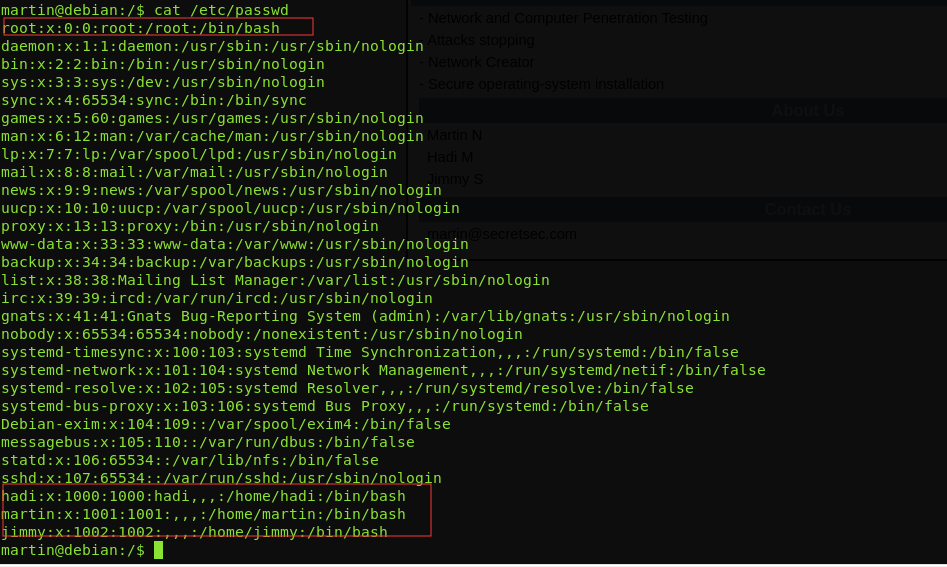 martin@debian:/$ cat /etc/passwd
root:x:0:0:root:/root:/bin/bash
daemon:x:1:1:daemon:/usr/sbin:/usr/sbin/nologin
bin:x:2:2:bin:/bin:/usr/sbin/nologin
sys:x:3:3:sys:/dev:/usr/sbin/nologin
sync:x:4:65534:sync:/bin:/bin/sync
games:x:5:60:games:/usr/games:/usr/sbin/nologin
man:x:6:12:man:/var/cache/man:/usr/sbin/nologin
lp:x:7:7:lp:/var/spool/lpd:/usr/sbin/nologin
mail:x:8:8:mail:/var/mail:/usr/sbin/nologin
news:x:9:9:news:/var/spool/news:/usr/sbin/nologin
uucp:x:10:10:uucp:/var/spool/uucp:/usr/sbin/nologin
proxy:x:13:13:proxy:/bin:/usr/sbin/nologin
www-data:x:33:33:www-data:/var/www:/usr/sbin/nologin
backup:x:34:34:backup:/var/backups:/usr/sbin/nologin
list:x:38:38:Mailing List Manager:/var/list:/usr/sbin/nologin
irc:x:39:39:ircd:/var/run/ircd:/usr/sbin/nologin
gnats:x:41:41:Gnats Bug-Reporting System (admin):/var/lib/gnats:/usr/sbin/nologin
nobody:x:65534:65534:nobody:/nonexistent:/usr/sbin/nologin
systemd-timesync:x:100:103:systemd Time Synchronization,,,:/run/systemd:/bin/false
systemd-network:x:101:104:systemd Network Management,,,:/run/systemd/netif:/bin/false
systemd-resolve:x:102:105:systemd Resolver,,,:/run/systemd/resolve:/bin/false
systemd-bus-proxy:x:103:106:systemd Bus Proxy,,,:/run/systemd:/bin/false
Debian-exim:x:104:109::/var/spool/exim4:/bin/false
messagebus:x:105:110::/var/run/dbus:/bin/false
statd:x:106:65534::/var/lib/nfs:/bin/false
sshd:x:107:65534::/var/run/sshd:/usr/sbin/nologin
hadi:x:1000:1000:hadi,,,:/home/hadi:/bin/bash
martin:x:1001:1001:,,,:/home/martin:/bin/bash
jimmy:x:1002:1002:,,,:/home/jimmy:/bin/bash
martin@debian:/$
- Network and Computer Penetration Testing
- Attacks stopping
- Network Creator
- Secure operating-system installation
About Us
Martin N
Hadi M
Jimmy S
Contact Us
martin@secretsec.com